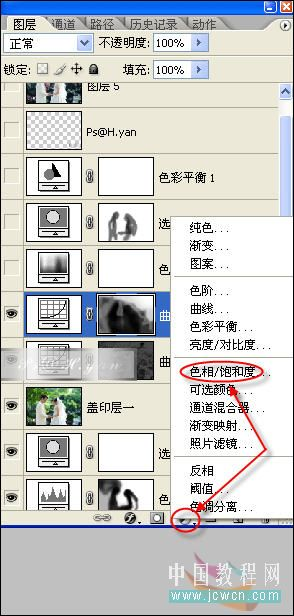 图层 通道 路径 历史记录 动作
正常 不透明度: 100%
锁定: 填充: 100%
图层 5
Ps@H.yan
色彩平衡 1
选
色
曲
曲
盖印层一
选
色
纯色...
渐变...
图案...
色阶...
曲线...
色彩平衡...
亮度/对比度...
色相/饱和度...
可选颜色...
通道混合器...
渐变映射...
照片滤镜...
反相
阈值...
色调分离...
中国教程网
www.jcwcn.com